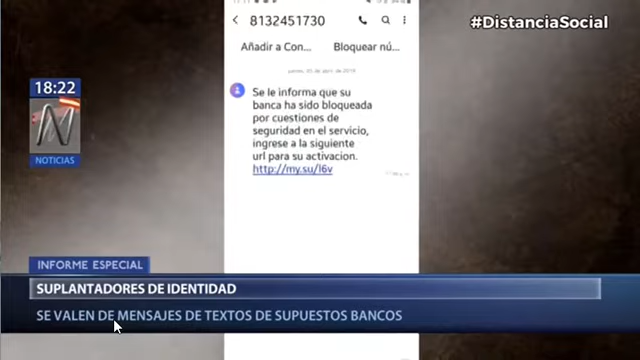 #DistanciaSocial
8132451730
Añadir a Con...
Bloquear nú...
18:22
N
NOTICIAS
Se le informa que su
banca ha sido bloqueada
por cuestiones de
seguridad en el servicio,
ingrese a la siguiente
url para su activacion.
http://my.su/l6v
INFORME ESPECIAL
SUPLANTADORES DE IDENTIDAD
SE VALEN DE MENSAJES DE TEXTOS DE SUPUESTOS BANCOS